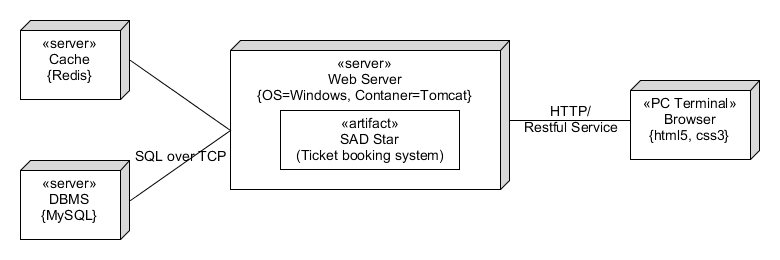 «server»
Cache
{Redis}
«server»
DBMS
{MySQL}
SQL over TCP
«server»
Web Server
{OS=Windows, Contaner=Tomcat}
«artifact»
SAD Star
(Ticket booking system)
HTTP/
Restful Service
«PC Terminal»
Browser
{html5, css3}